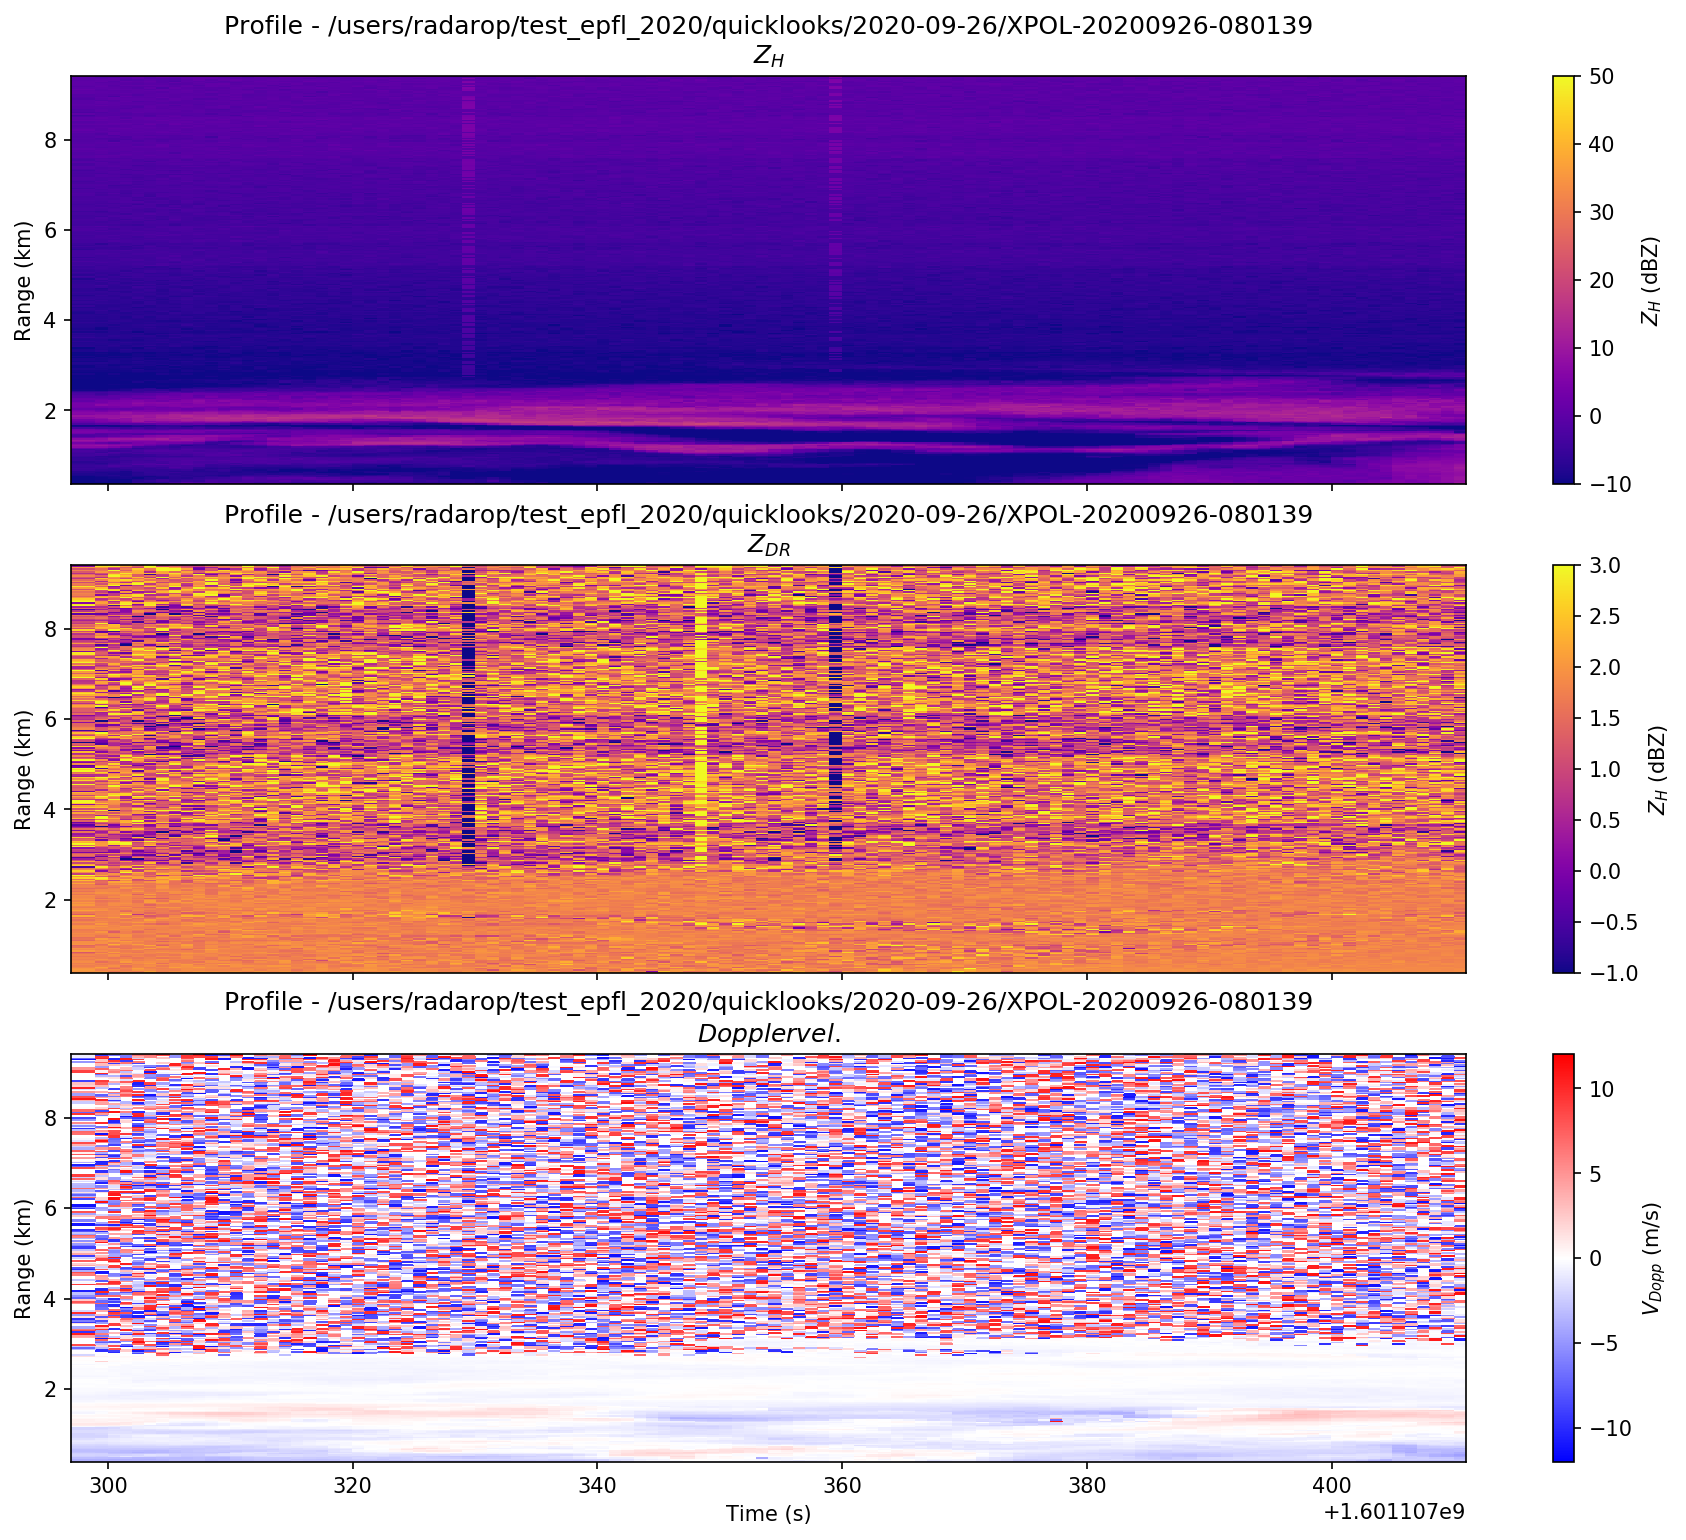 Profile - /users/radarop/test_epfl_2020/quicklooks/2020-09-26/XPOL-20200926-080139
Z_H
8
6
4
2
Range (km)
50
40
30
20
10
0
−10
Z_H (dBZ)
Profile - /users/radarop/test_epfl_2020/quicklooks/2020-09-26/XPOL-20200926-080139
Z_DR
8
6
4
2
Range (km)
3.0
2.5
2.0
1.5
1.0
0.5
0.0
−0.5
−1.0
Z_H (dBZ)
Profile - /users/radarop/test_epfl_2020/quicklooks/2020-09-26/XPOL-20200926-080139
Dopplervel.
8
6
4
2
Range (km)
10
5
0
−5
−10
V_Dopp (m/s)
300 320 340 360 380 400
Time (s)
+1.601107e9